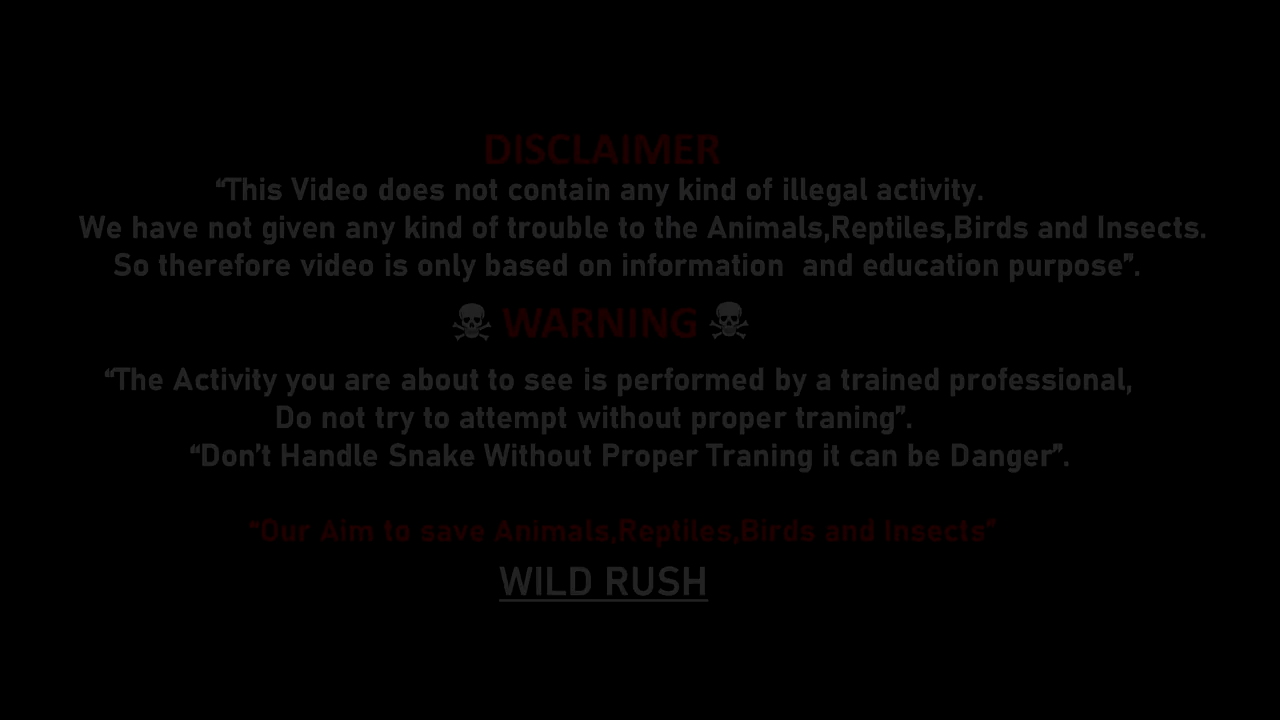 DISCLAIMER
“This Video does not contain any kind of illegal activity.
We have not given any kind of trouble to the Animals,Reptiles,Birds and Insects.
So therefore video is only based on information  and education purpose”.
☠ WARNING ☠
“The Activity you are about to see is performed by a trained professional,
Do not try to attempt without proper traning”.
“Don’t Handle Snake Without Proper Traning it can be Danger”.
“Our Aim to save Animals,Reptiles,Birds and Insects”
WILD RUSH